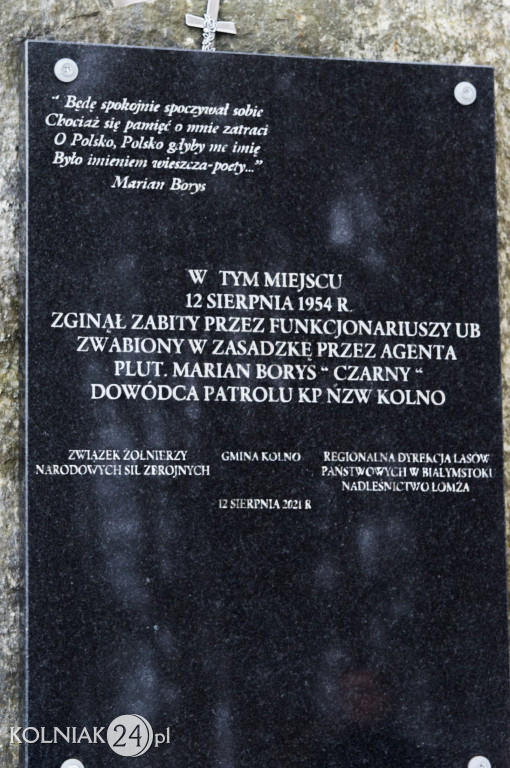 " Będę spokojnie spoczywał sobie
Chociaż się pamięć o mnie zatraci
O Polsko, Polsko gdyby me imię
Było imieniem wieszcza-poety..."
Marian Borys
W TYM MIEJSCU
12 SIERPNIA 1954 R.
ZGINĄŁ ZABITY PRZEZ FUNKCJONARIUSZY UB
ZWABIONY W ZASADZKĘ PRZEZ AGENTA
PLUT. MARIAN BORYS " CZARNY "
DOWÓDCA PATROLU KP NZW KOLNO
ZWIĄZEK ŻOŁNIERZY
NARODOWYCH SIŁ ZBROJNYCH
GMINA KOLNO
REGIONALNA DYREKCJA LASÓW
PAŃSTWOWYCH W BIAŁYMSTOKU
NADLEŚNICTWO ŁOMŻA
12 SIERPNIA 2021 R
KOLNIAK24.pl